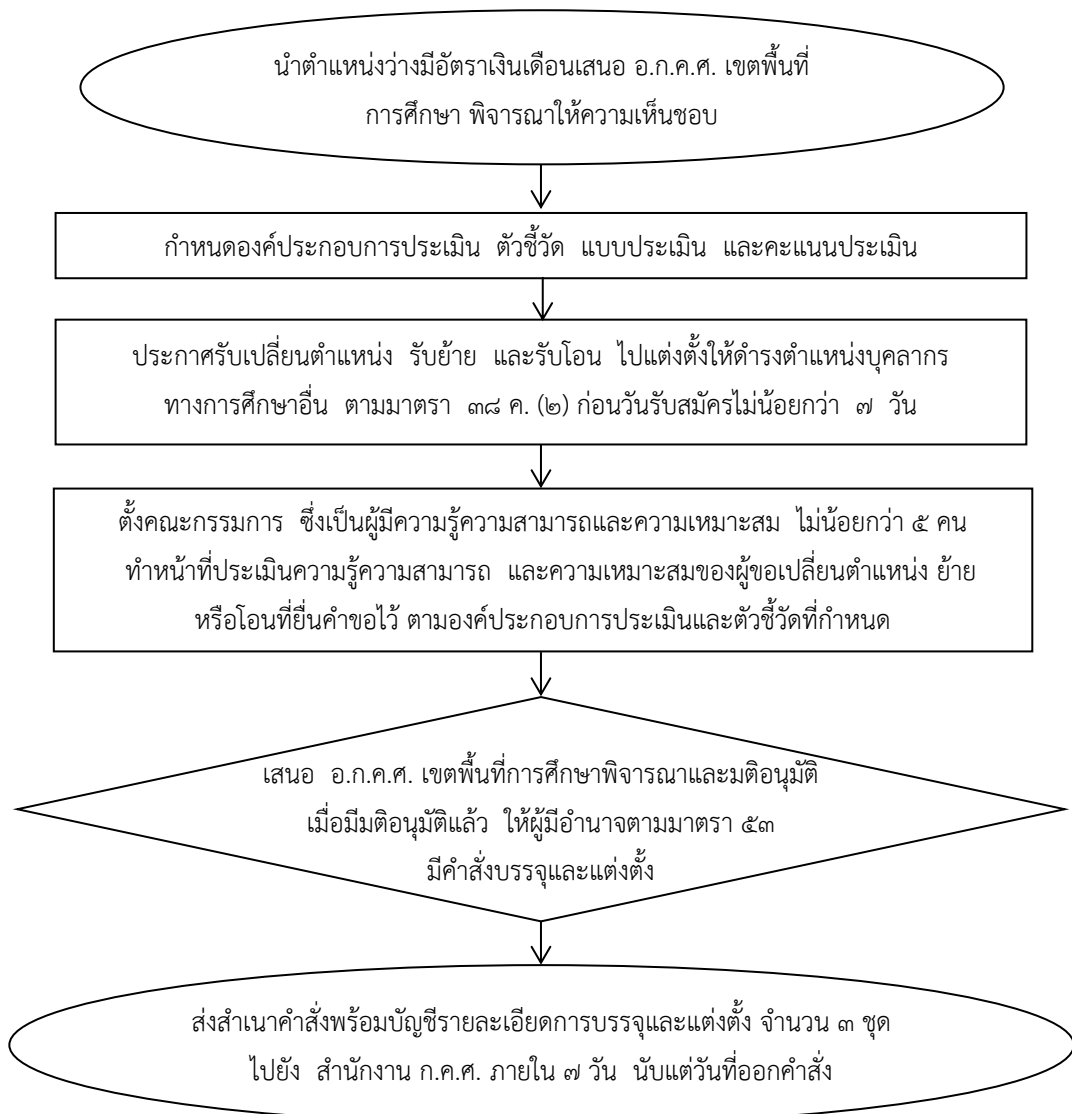 นำตำแหน่งว่างมีอัตราเงินเดือนเสนอ อ.ก.ค.ศ. เขตพื้นที่
การศึกษา พิจารณาให้ความเห็นชอบ
กำหนดองค์ประกอบการประเมิน ตัวชี้วัด แบบประเมิน และคะแนนประเมิน
ประกาศรับเปลี่ยนตำแหน่ง รับย้าย และรับโอน ไปแต่งตั้งให้ดำรงตำแหน่งบุคลากร
ทางการศึกษาอื่น ตามมาตรา ๓๘ ค. (๒) ก่อนวันรับสมัครไม่น้อยกว่า ๗ วัน
ตั้งคณะกรรมการ ซึ่งเป็นผู้มีความรู้ความสามารถและความเหมาะสม ไม่น้อยกว่า ๕ คน
ทำหน้าที่ประเมินความรู้ความสามารถ และความเหมาะสมของผู้ขอเปลี่ยนตำแหน่ง ย้าย
หรือโอนที่ยื่นคำขอไว้ ตามองค์ประกอบการประเมินและตัวชี้วัดที่กำหนด
เสนอ อ.ก.ค.ศ. เขตพื้นที่การศึกษาพิจารณาและมติอนุมัติ
เมื่อมีมติอนุมัติแล้ว ให้ผู้มีอำนาจตามมาตรา ๕๓
มีคำสั่งบรรจุและแต่งตั้ง
ส่งสำเนาคำสั่งพร้อมบัญชีรายละเอียดการบรรจุและแต่งตั้ง จำนวน ๓ ชุด
ไปยัง สำนักงาน ก.ค.ศ. ภายใน ๗ วัน นับแต่วันที่ออกคำสั่ง